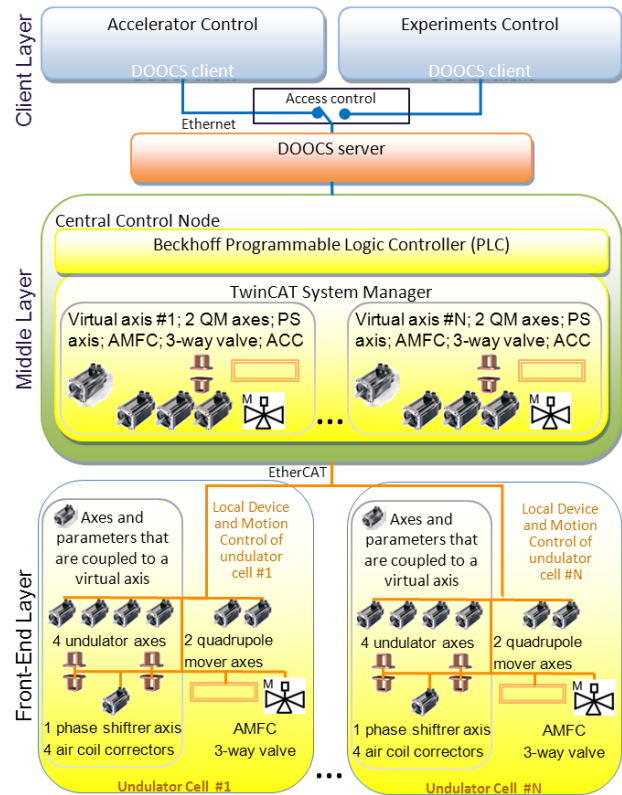 Client Layer
Accelerator Control
DOOCS client
Experiments Control
DOOCS client
Access control
Ethernet
DOOCS server
Middle Layer
Central Control Node
Beckhoff Programmable Logic Controller (PLC)
TwinCAT System Manager
Virtual axis #1; 2 QM axes; PS
axis; AMFC; 3-way valve; ACC
M
...
Virtual axis #N; 2 QM axes; PS
axis; AMFC; 3-way valve; ACC
M
EtherCAT
Front-End Layer
Axes and
parameters that
are coupled to a
virtual axis
Local Device
and Motion
Control of
undulator
cell #1
4 undulator axes
2 quadrupole
mover axes
M
1 phase shiftrer axis
4 air coil correctors
AMFC
3-way valve
Undulator Cell #1
...
Axes and
parameters that
are coupled to a
virtual axis
Local Device
and Motion
Control of
undulator
cell #N
4 undulator axes
2 quadrupole
mover axes
M
1 phase shiftrer axis
4 air coil correctors
AMFC
3-way valve
Undulator Cell #N